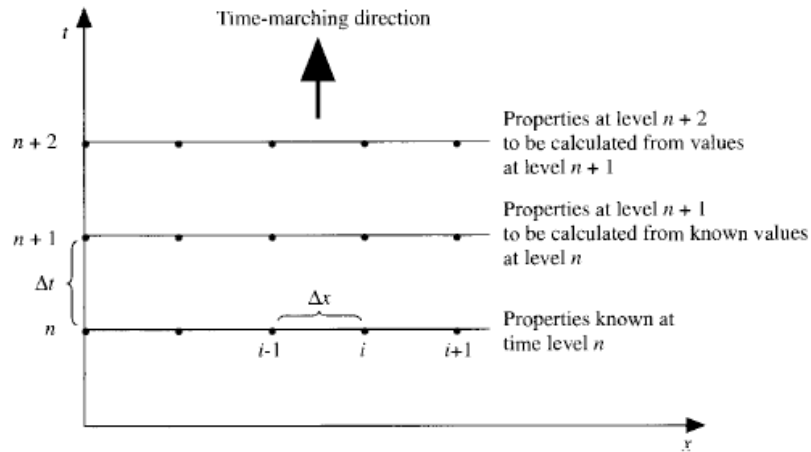 Time-marching direction
t
n + 2
Properties at level n + 2
to be calculated from values
at level n + 1
n + 1
Properties at level n + 1
to be calculated from known values
at level n
Δt
Δx
n
Properties known at
time level n
i-1
i
i+1
x